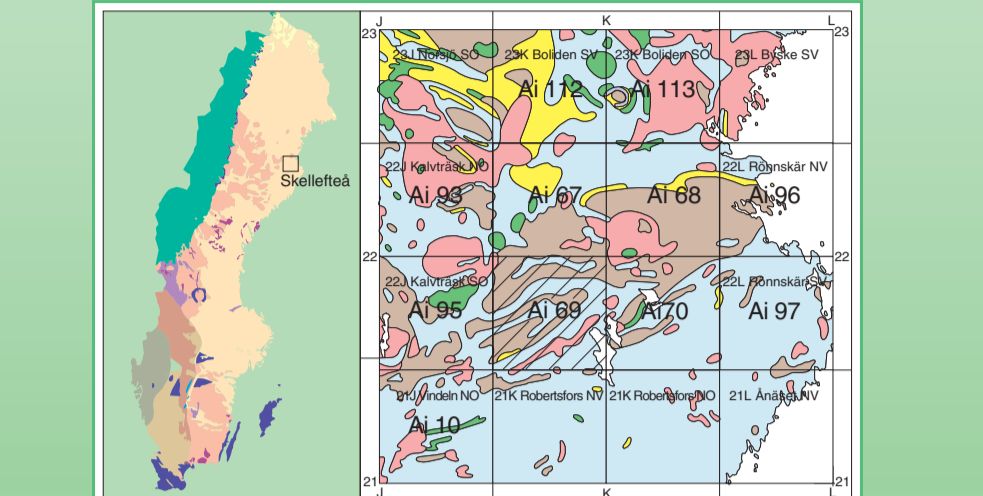 Skellefteå
J K L
23 23
23J Norsjö SO 23K Boliden SV 23K Boliden SO 23L Byske SV
Ai 112 Ai 113
22J Kalvträsk NO 22L Rönnskär NV
Ai 93 Ai 67 Ai 68 Ai 96
22 22
22J Kalvträsk SO 22L Rönnskär SV
Ai 95 Ai 69 Ai 70 Ai 97
21J Vindeln NO 21K Robertsfors NV 21K Robertsfors NO 21L Ånäset NV
Ai 10
21 21
J K L